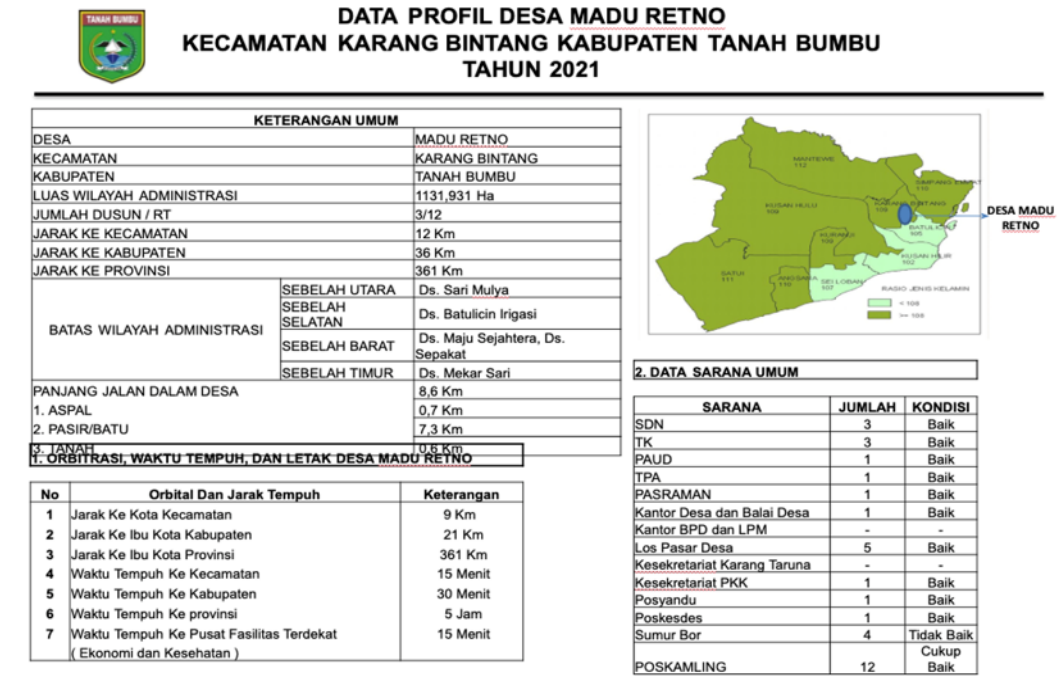 TANAH BUMBU
DATA PROFIL DESA MADU RETNO
KECAMATAN KARANG BINTANG KABUPATEN TANAH BUMBU
TAHUN 2021
KETERANGAN UMUM
DESA MADU RETNO
KECAMATAN KARANG BINTANG
KABUPATEN TANAH BUMBU
LUAS WILAYAH ADMINISTRASI 1131,931 Ha
JUMLAH DUSUN / RT 3/12
JARAK KE KECAMATAN 12 Km
JARAK KE KABUPATEN 36 Km
JARAK KE PROVINSI 361 Km
BATAS WILAYAH ADMINISTRASI
SEBELAH UTARA Ds. Sari Mulya
SEBELAH
SELATAN Ds. Batulicin Irigasi
SEBELAH BARAT Ds. Maju Sejahtera, Ds.
Sepakat
SEBELAH TIMUR Ds. Mekar Sari
PANJANG JALAN DALAM DESA 8,6 Km
1. ASPAL 0,7 Km
2. PASIR/BATU 7,3 Km
3. TANAH 0,6 Km
1. ORBITRASI, WAKTU TEMPUH, DAN LETAK DESA MADU RETNO
No Orbital Dan Jarak Tempuh Keterangan
1 Jarak Ke Kota Kecamatan 9 Km
2 Jarak Ke Ibu Kota Kabupaten 21 Km
3 Jarak Ke Ibu Kota Provinsi 361 Km
4 Waktu Tempuh Ke Kecamatan 15 Menit
5 Waktu Tempuh Ke Kabupaten 30 Menit
6 Waktu Tempuh Ke provinsi 5 Jam
7 Waktu Tempuh Ke Pusat Fasilitas Terdekat 15 Menit
( Ekonomi dan Kesehatan )
MANTEWE
112
SIMPANG EMPAT
110
KUSAN HULU
109
KARANG BINTANG
BATULICIN
105
KURANJI
KUSAN HILIR
102
SATUI
111
ANGSANA
110
SEI LOBAN
107
RASIO JENIS KELAMIN
DESA MADU
RETNO
2. DATA SARANA UMUM
SARANA JUMLAH KONDISI
SDN 3 Baik
TK 3 Baik
PAUD 1 Baik
TPA 1 Baik
PASRAMAN 1 Baik
Kantor Desa dan Balai Desa 1 Baik
Kantor BPD dan LPM - -
Los Pasar Desa 5 Baik
Kesekretariat Karang Taruna - -
Kesekretariat PKK 1 Baik
Posyandu 1 Baik
Poskesdes 1 Baik
Sumur Bor 4 Tidak Baik
POSKAMLING 12 Cukup
Baik